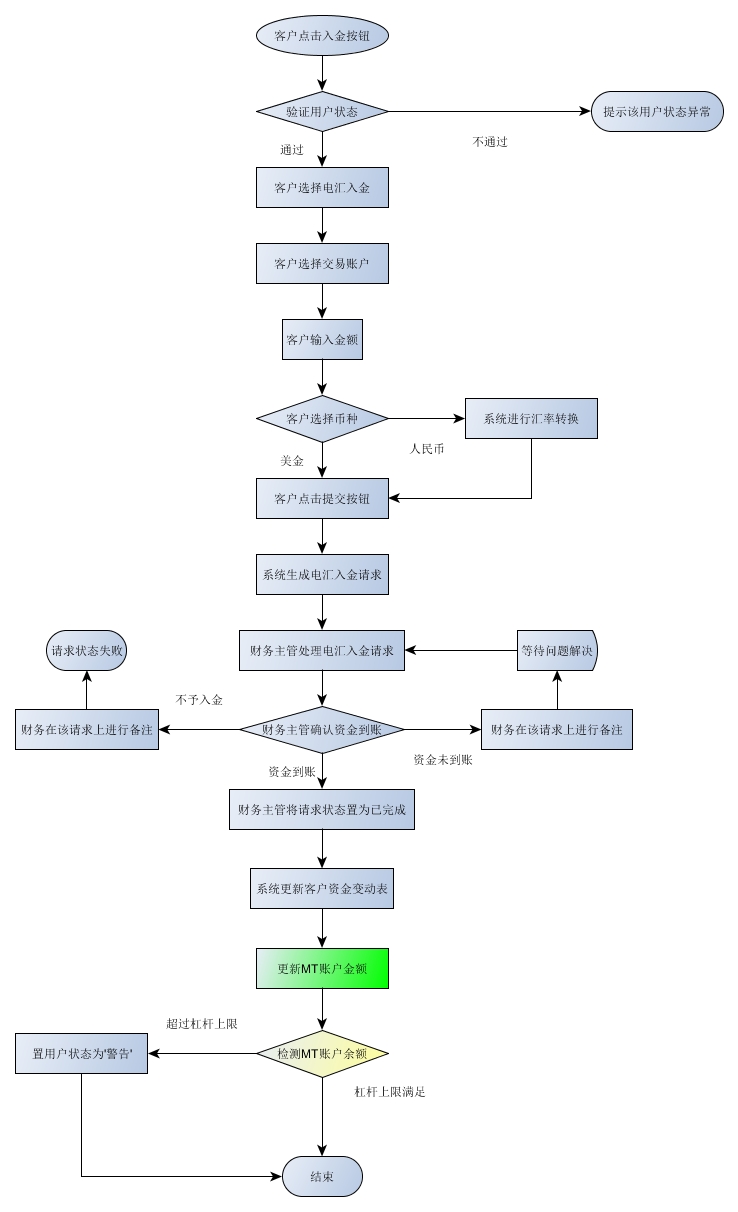 客户点击入金按钮
验证用户状态
提示该用户状态异常
不通过
通过
客户选择电汇入金
客户选择交易账户
客户输入金额
客户选择币种
系统进行汇率转换
人民币
美金
客户点击提交按钮
系统生成电汇入金请求
请求状态失败
财务主管处理电汇入金请求
等待问题解决
不予入金
财务在该请求上进行备注
财务主管确认资金到账
财务在该请求上进行备注
资金未到账
资金到账
财务主管将请求状态置为已完成
系统更新客户资金变动表
更新MT账户金额
超过杠杆上限
置用户状态为'警告'
检测MT账户余额
杠杆上限满足
结束